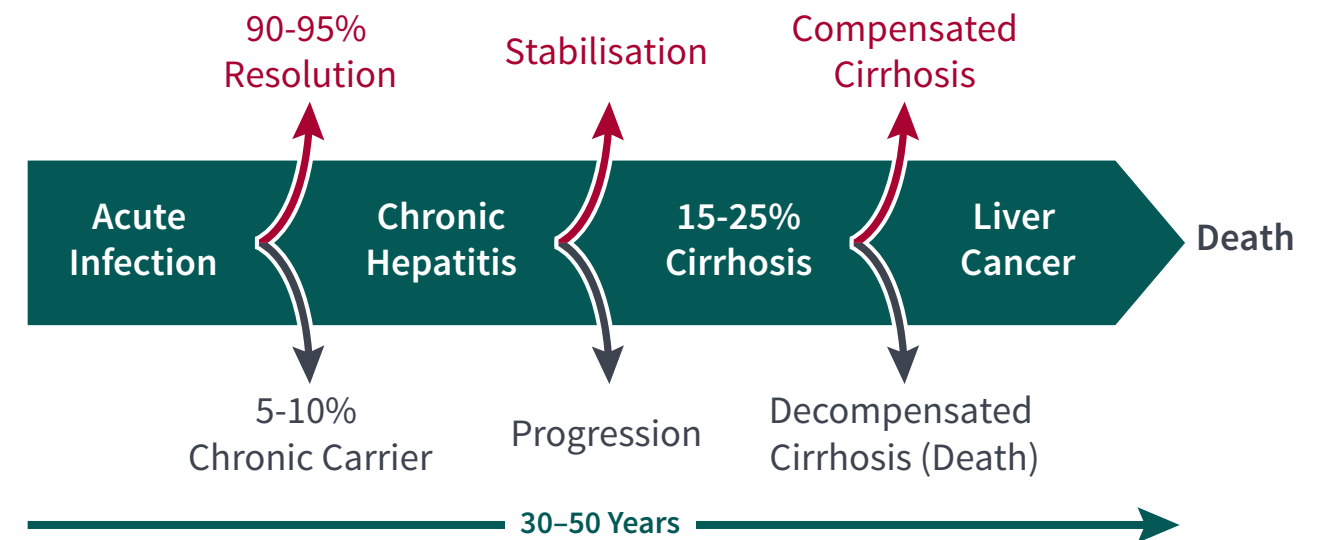 90-95%
Resolution
Stabilisation
Compensated
Cirrhosis
Acute
Infection
Chronic
Hepatitis
15-25%
Cirrhosis
Liver
Cancer
Death
5-10%
Chronic Carrier
Progression
Decompensated
Cirrhosis (Death)
30–50 Years